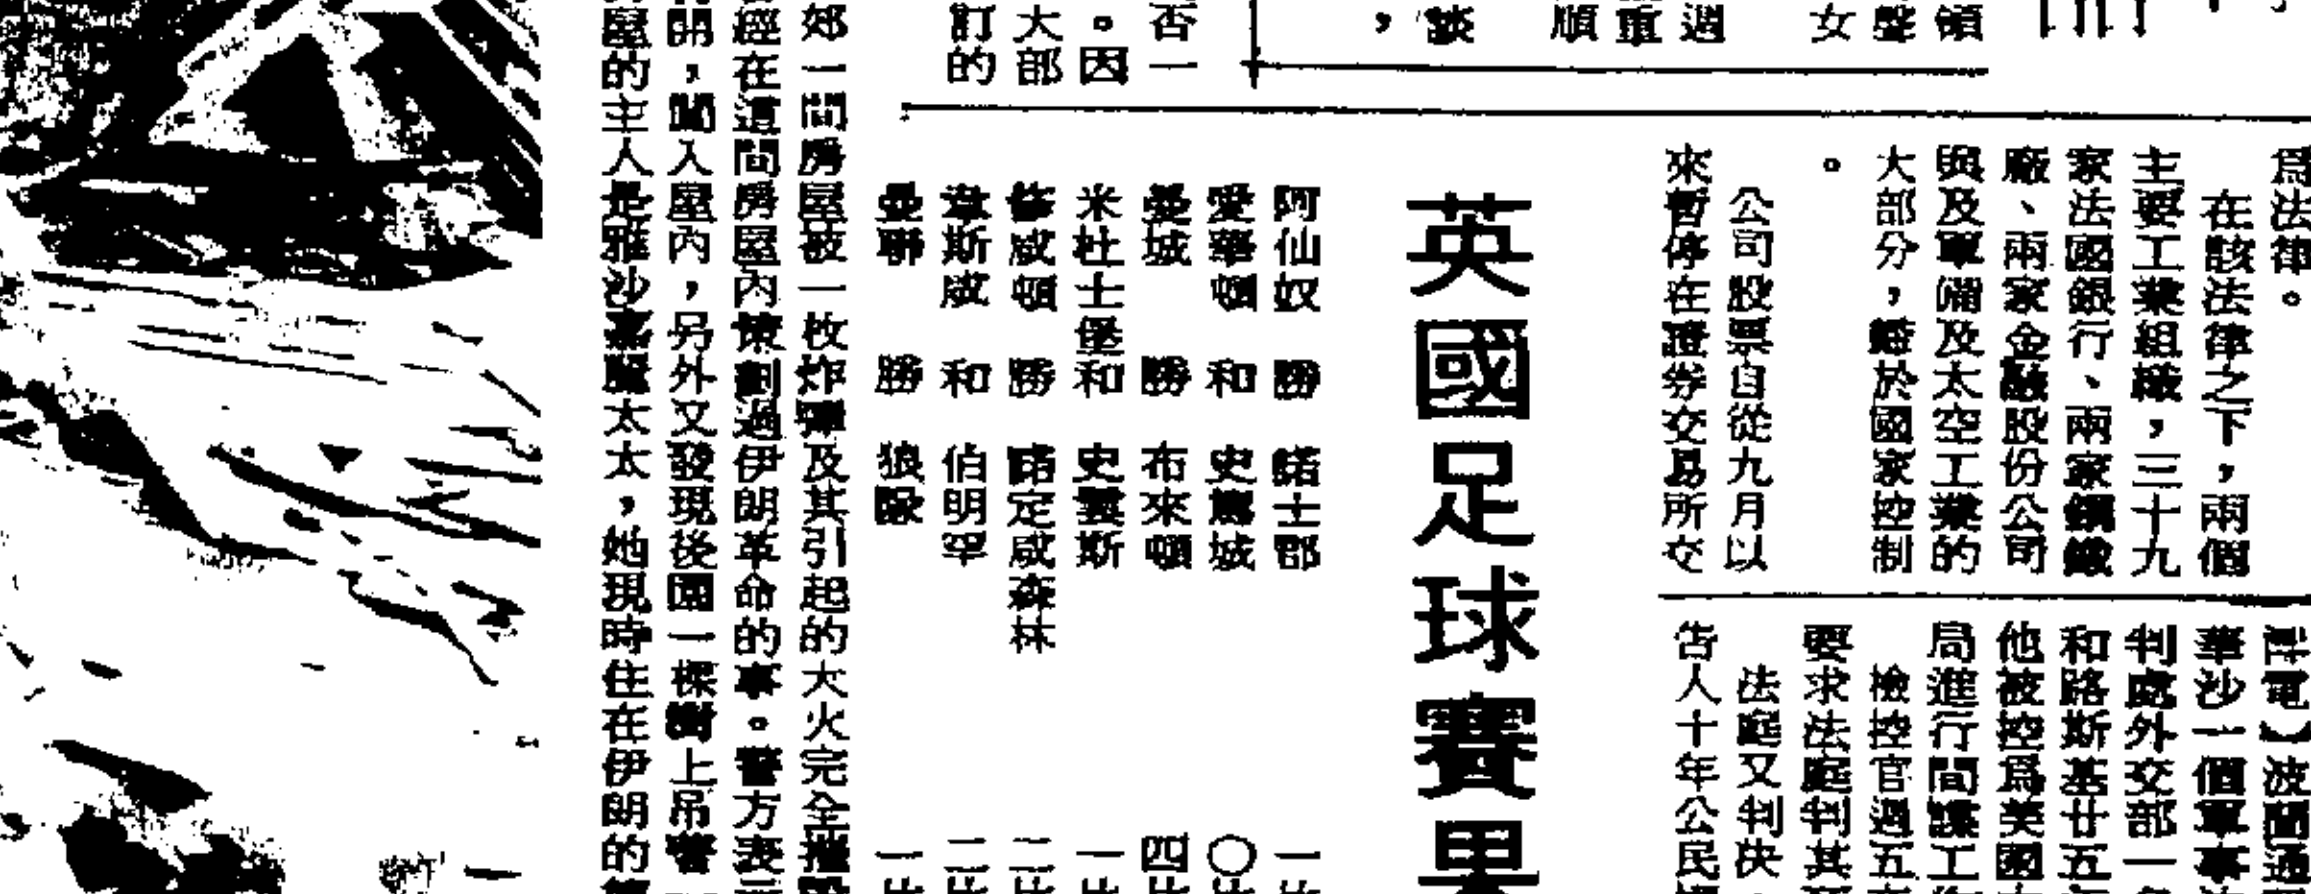 領
聲
女
週
重
順
談
，
否一
。因
大部
訂的
為法律。
在該法律之下，兩個
主要工業組織，三十九
家法國銀行、兩家鋼鐵
廠、兩家金融股份公司
與及軍備及太空工業的
大部分，歸於國家控制
。
公司股票自從九月以
來暫停在證券交易所交
電】波蘭通
華沙一個軍事
判處外交部一
和路斯基廿五
他被控為美國
局進行間諜工
檢控官週五
要求法庭判其
法庭又判決
告人十年公民
英國足球賽果
阿仙奴 勝 諾士郡 一比
愛華頓 和 史篤城 〇比
曼城 勝 布來頓 四比
米杜士堡 和 史雲斯 一比
修咸頓 勝 諾定咸森林 二比
韋斯咸 和 伯明罕 二比
曼聯 勝 狼隊 一比
郊一間房屋被一枚炸彈及其引起的大火完全摧毀
經在這間房屋內策劃過伊朗革命的事。警方表示
開，闖入屋內，另外又發現後園一棵樹上吊
屋的主人是雅沙嘉麗太太，她現時住在伊朗的